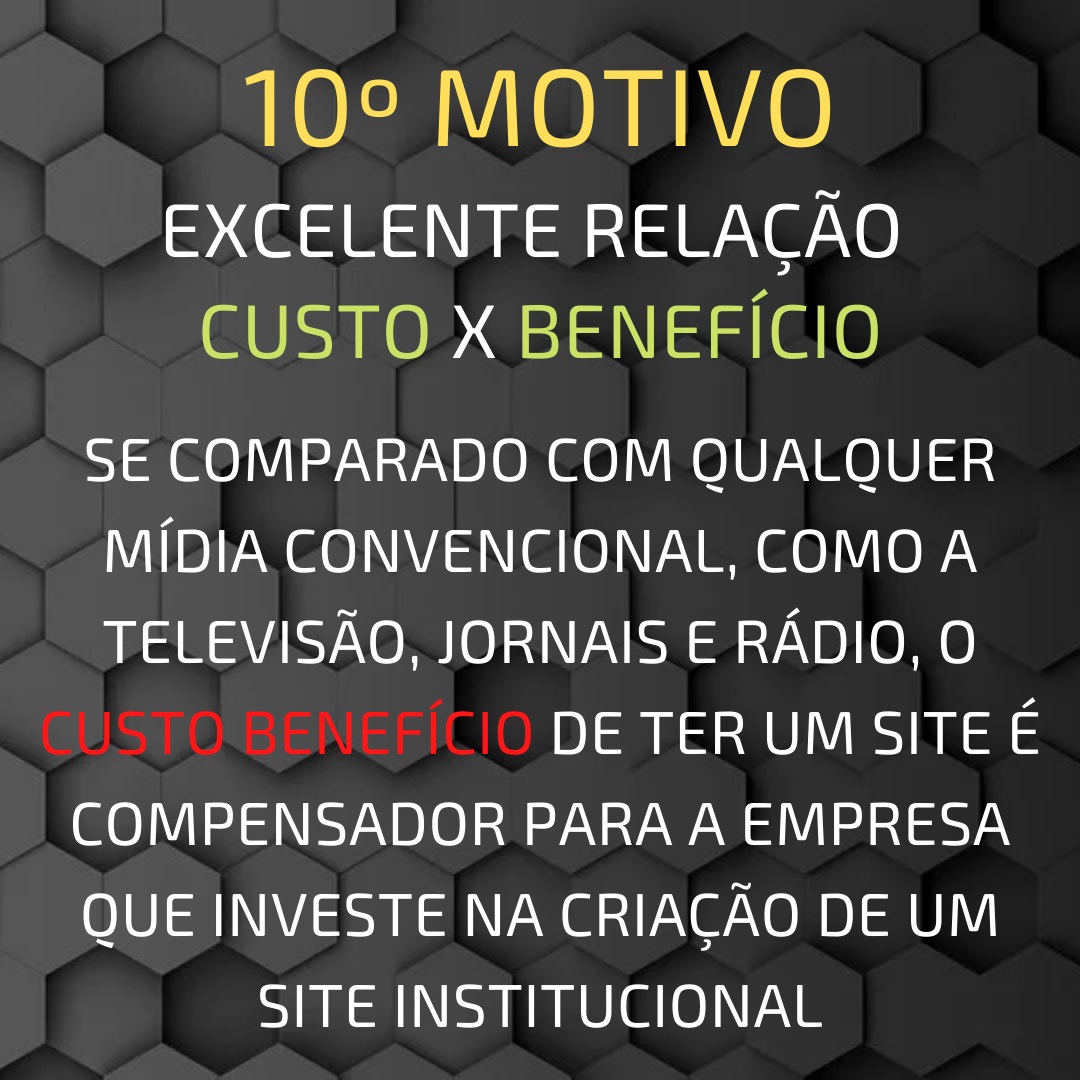 10º MOTIVO
EXCELENTE RELAÇÃO
CUSTO X BENEFÍCIO
SE COMPARADO COM QUALQUER
MÍDIA CONVENCIONAL, COMO A
TELEVISÃO, JORNAIS E RÁDIO, O
CUSTO BENEFÍCIO DE TER UM SITE É
COMPENSADOR PARA A EMPRESA
QUE INVESTE NA CRIAÇÃO DE UM
SITE INSTITUCIONAL